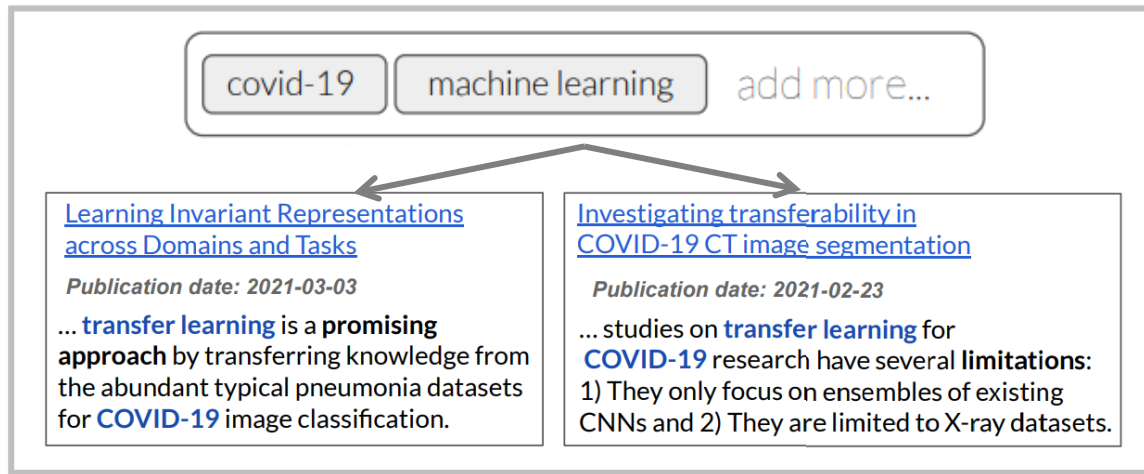 covid-19 machine learning add more...
Learning Invariant Representations
across Domains and Tasks
Publication date: 2021-03-03
... transfer learning is a promising
approach by transferring knowledge from
the abundant typical pneumonia datasets
for COVID-19 image classification.
Investigating transferability in
COVID-19 CT image segmentation
Publication date: 2021-02-23
... studies on transfer learning for
COVID-19 research have several limitations:
1) They only focus on ensembles of existing
CNNs and 2) They are limited to X-ray datasets.